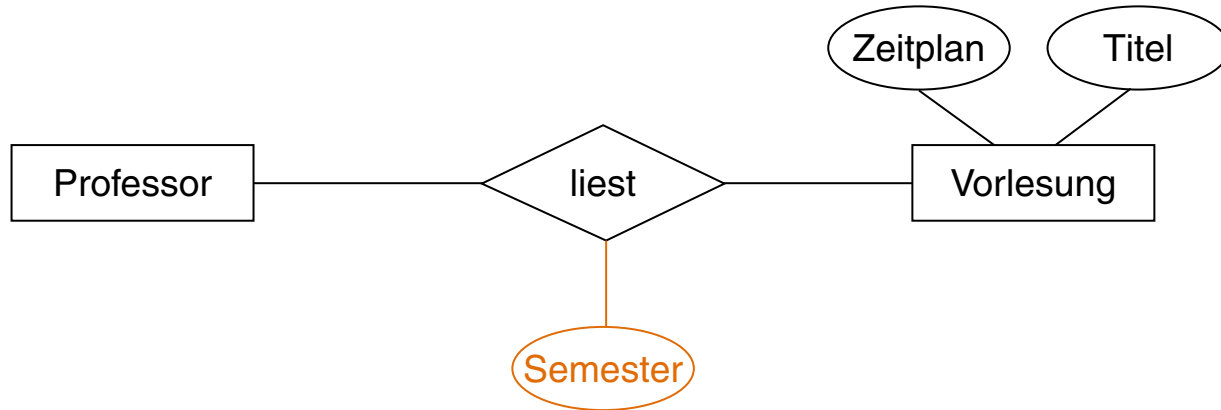 Zeitplan
Titel
Professor
liest
Vorlesung
Semester